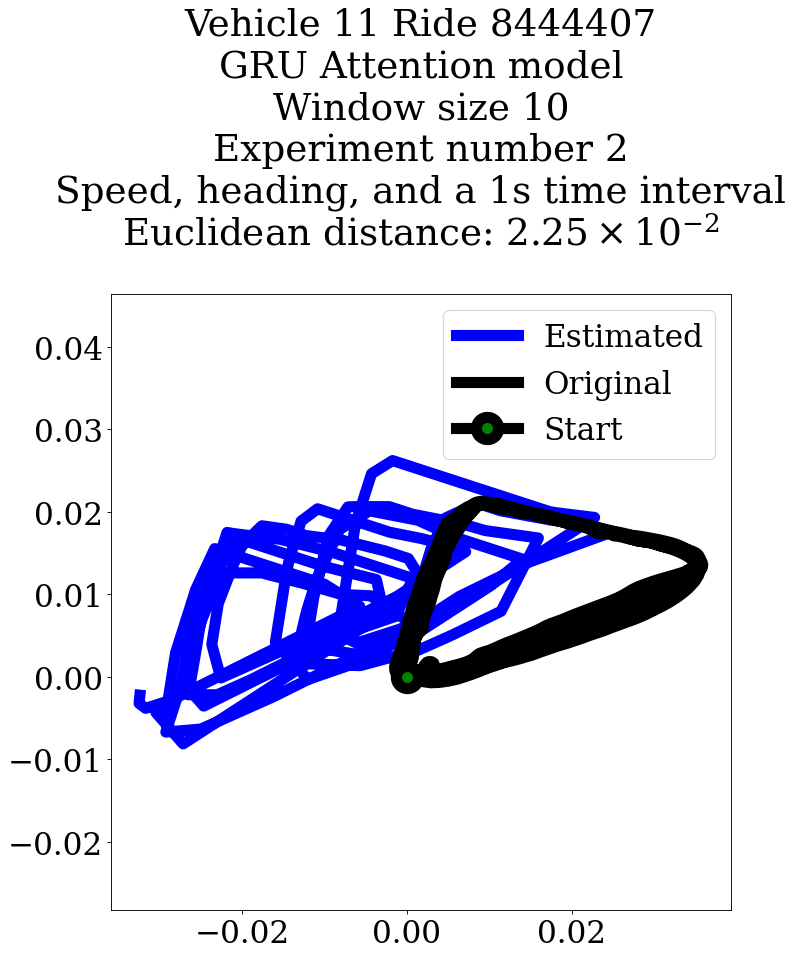 Vehicle 11 Ride 8444407
GRU Attention model
Window size 10
Experiment number 2
Speed, heading, and a 1s time interval
Euclidean distance: 2.25 × 10⁻²
Estimated
Original
Start
0.04
0.03
0.02
0.01
0.00
−0.01
−0.02
−0.02 0.00 0.02